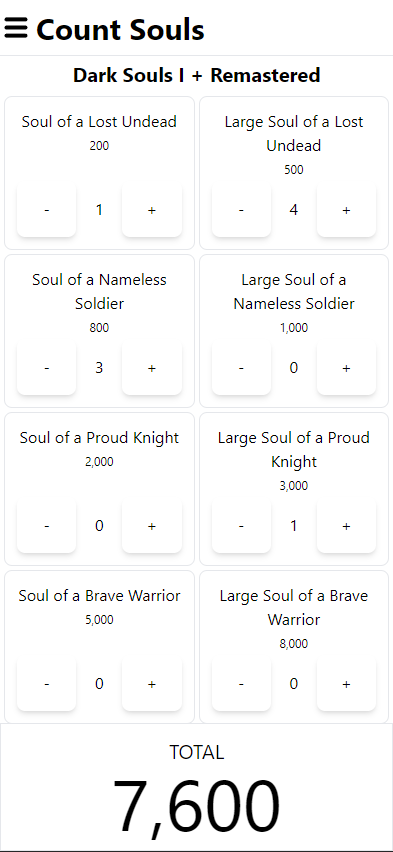 Count Souls
Dark Souls I + Remastered
Soul of a Lost Undead
200
- 1 +
Large Soul of a Lost
Undead
500
- 4 +
Soul of a Nameless
Soldier
800
- 3 +
Large Soul of a
Nameless Soldier
1,000
- 0 +
Soul of a Proud Knight
2,000
- 0 +
Large Soul of a Proud
Knight
3,000
- 1 +
Soul of a Brave Warrior
5,000
- 0 +
Large Soul of a Brave
Warrior
8,000
- 0 +
TOTAL
7,600